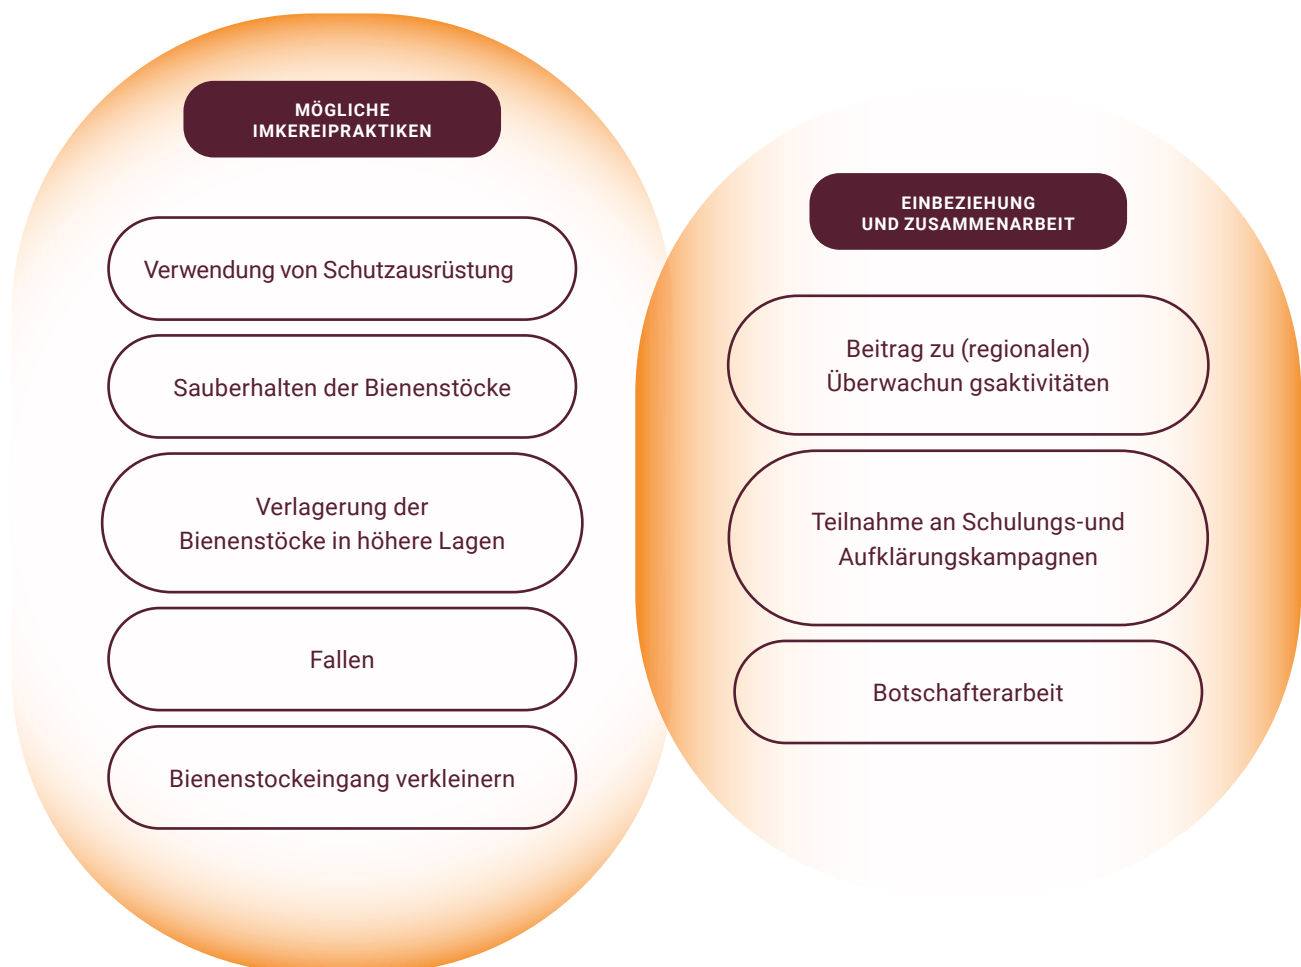 MÖGLICHE
IMKEREIPRAKTIKEN
Verwendung von Schutzausrüstung
Sauberhalten der Bienenstöcke
Verlagerung der
Bienenstöcke in höhere Lagen
Fallen
Bienenstockeingang verkleinern
EINBEZIEHUNG
UND ZUSAMMENARBEIT
Beitrag zu (regionalen)
Überwachun gsaktivitäten
Teilnahme an Schulungs-und
Aufklärungskampagnen
Botschafterarbeit